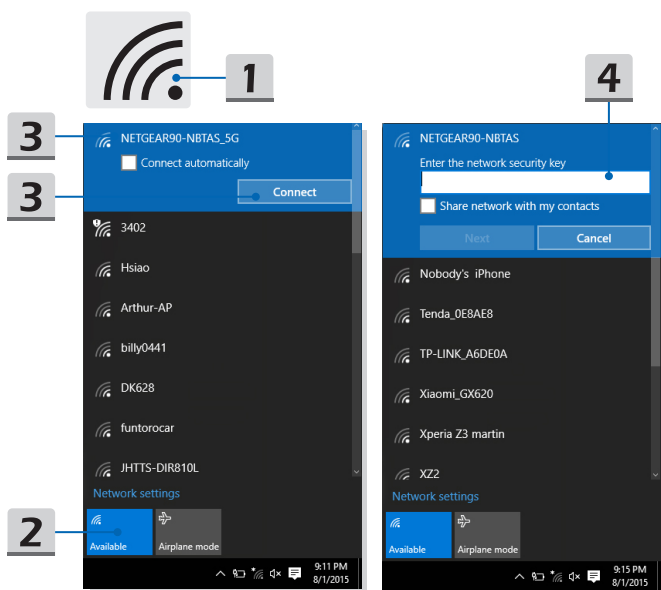 1
3
NETGEAR90-NBTAS_5G
Connect automatically
3
Connect
3402
Hsiao
Arthur-AP
billy0441
DK628
funtorocar
JHTTS-DIR810L
Network settings
2
Available
Airplane mode
9:11 PM
8/1/2015
4
NETGEAR90-NBTAS
Enter the network security key
Share network with my contacts
Next
Cancel
Nobody's iPhone
Tenda_0E8AE8
TP-LINK_A6DE0A
Xiaomi_GX620
Xperia Z3 martin
XZ2
Network settings
Available
Airplane mode
9:15 PM
8/1/2015